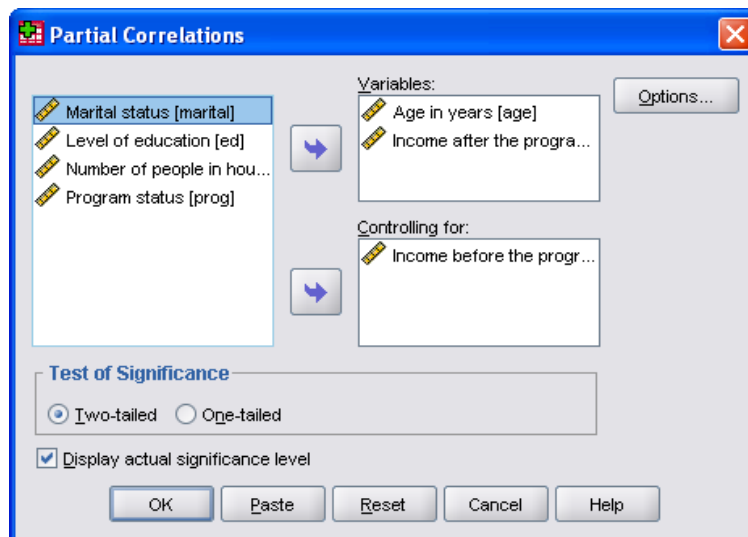 Partial Correlations
Marital status [marital]
Level of education [ed]
Number of people in hou...
Program status [prog]
Variables:
Age in years [age]
Income after the progra...
Options...
Controlling for:
Income before the progr...
Test of Significance
Two-tailed
One-tailed
Display actual significance level
OK
Paste
Reset
Cancel
Help